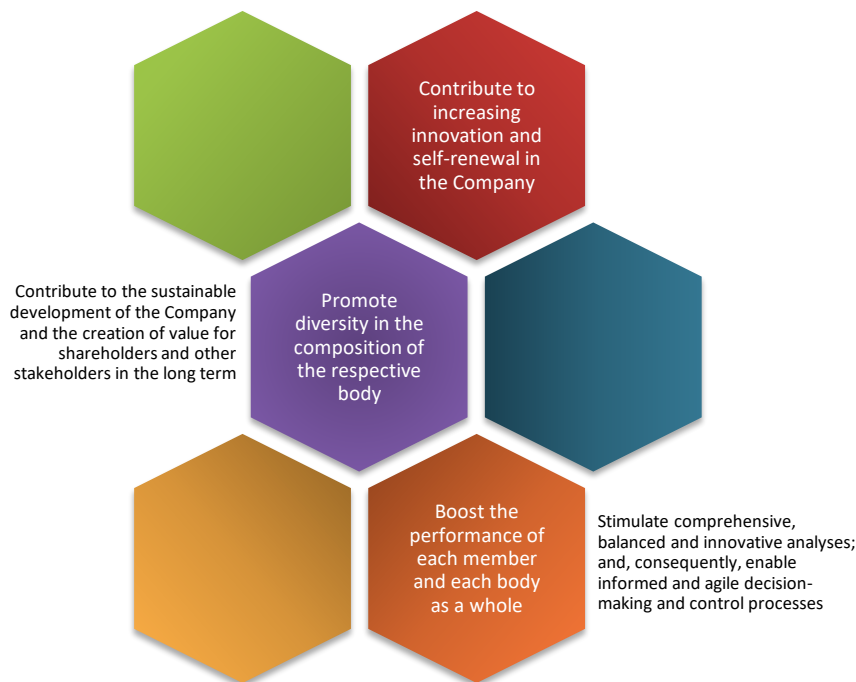 Contribute to
increasing
innovation and
self-renewal in
the Company
Contribute to the sustainable
development of the Company
and the creation of value for
shareholders and other
stakeholders in the long term
Promote
diversity in the
composition of
the respective
body
Boost the
performance of
each member
and each body
as a whole
Stimulate comprehensive,
balanced and innovative analyses;
and, consequently, enable
informed and agile decision-
making and control processes